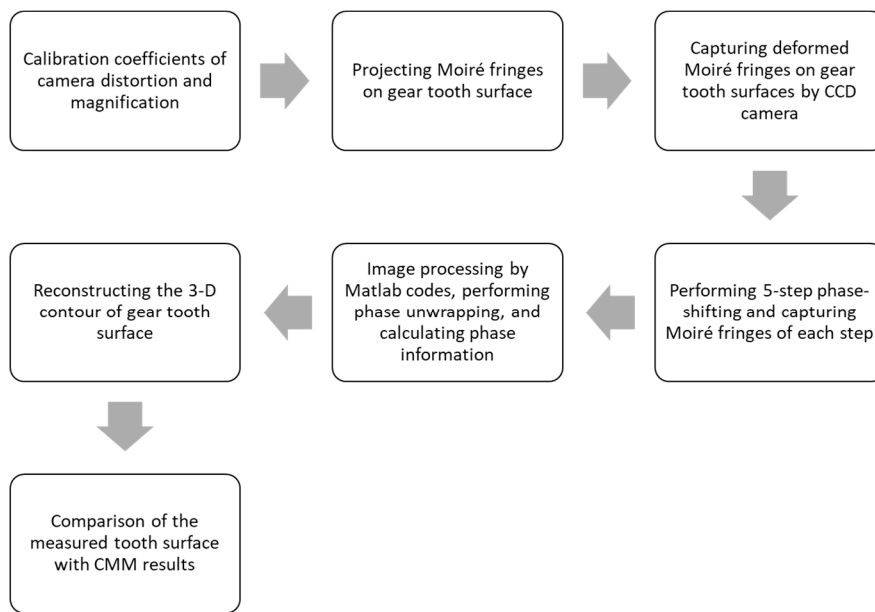 Calibration coefficients of
camera distortion and
magnification
Projecting Moiré fringes
on gear tooth surface
Capturing deformed
Moiré fringes on gear
tooth surfaces by CCD
camera
Performing 5-step phase-
shifting and capturing
Moiré fringes of each step
Image processing by
Matlab codes, performing
phase unwrapping, and
calculating phase
information
Reconstructing the 3-D
contour of gear tooth
surface
Comparison of the
measured tooth surface
with CMM results